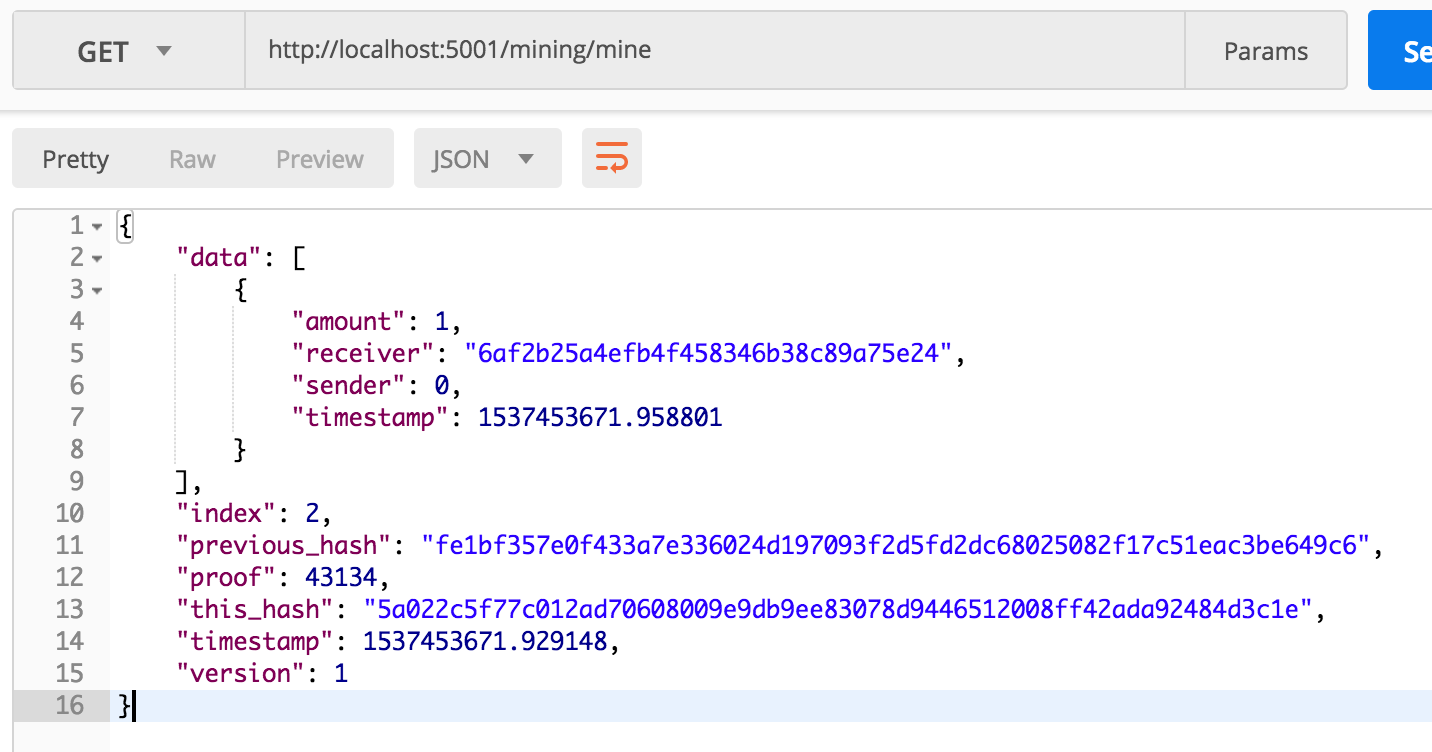 GET http://localhost:5001/mining/mine Params Se
Pretty Raw Preview JSON
1 {
2 "data": [
3 {
4 "amount": 1,
5 "receiver": "6af2b25a4efb4f458346b38c89a75e24",
6 "sender": 0,
7 "timestamp": 1537453671.958801
8 }
9 ],
10 "index": 2,
11 "previous_hash": "fe1bf357e0f433a7e336024d197093f2d5fd2dc68025082f17c51eac3be649c6",
12 "proof": 43134,
13 "this_hash": "5a022c5f77c012ad70608009e9db9ee83078d9446512008ff42ada92484d3c1e",
14 "timestamp": 1537453671.929148,
15 "version": 1
16 }